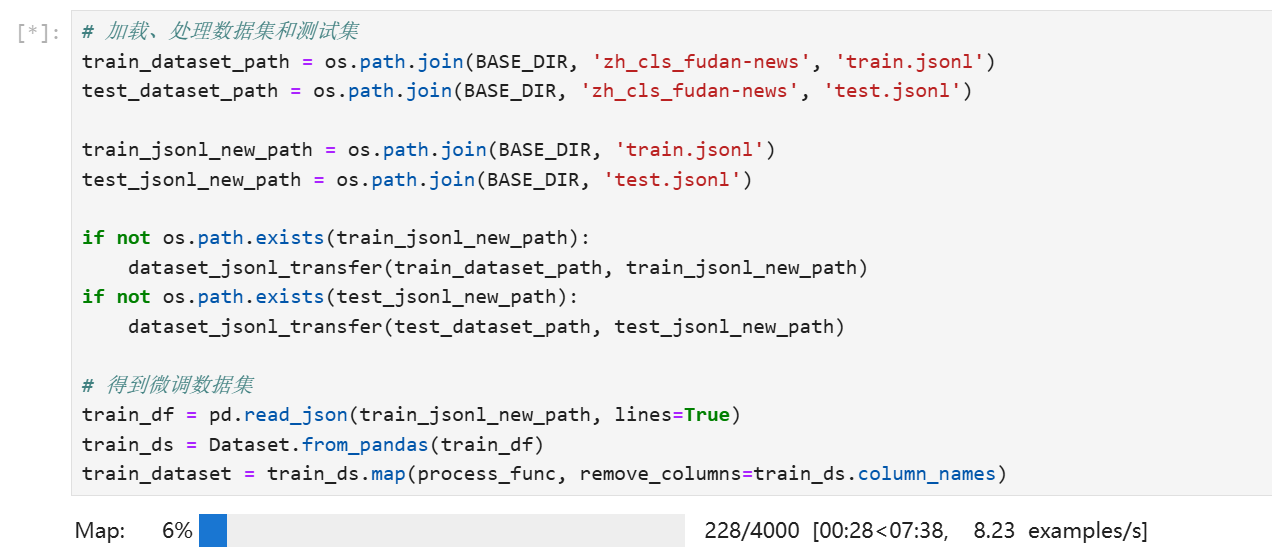 [*]:
# 加载、处理数据集和测试集
train_dataset_path = os.path.join(BASE_DIR, 'zh_cls_fudan-news', 'train.jsonl')
test_dataset_path = os.path.join(BASE_DIR, 'zh_cls_fudan-news', 'test.jsonl')

train_jsonl_new_path = os.path.join(BASE_DIR, 'train.jsonl')
test_jsonl_new_path = os.path.join(BASE_DIR, 'test.jsonl')

if not os.path.exists(train_jsonl_new_path):
    dataset_jsonl_transfer(train_dataset_path, train_jsonl_new_path)
if not os.path.exists(test_jsonl_new_path):
    dataset_jsonl_transfer(test_dataset_path, test_jsonl_new_path)

# 得到微调数据集
train_df = pd.read_json(train_jsonl_new_path, lines=True)
train_ds = Dataset.from_pandas(train_df)
train_dataset = train_ds.map(process_func, remove_columns=train_ds.column_names)
Map: 6% 228/4000 [00:28<07:38, 8.23 examples/s]